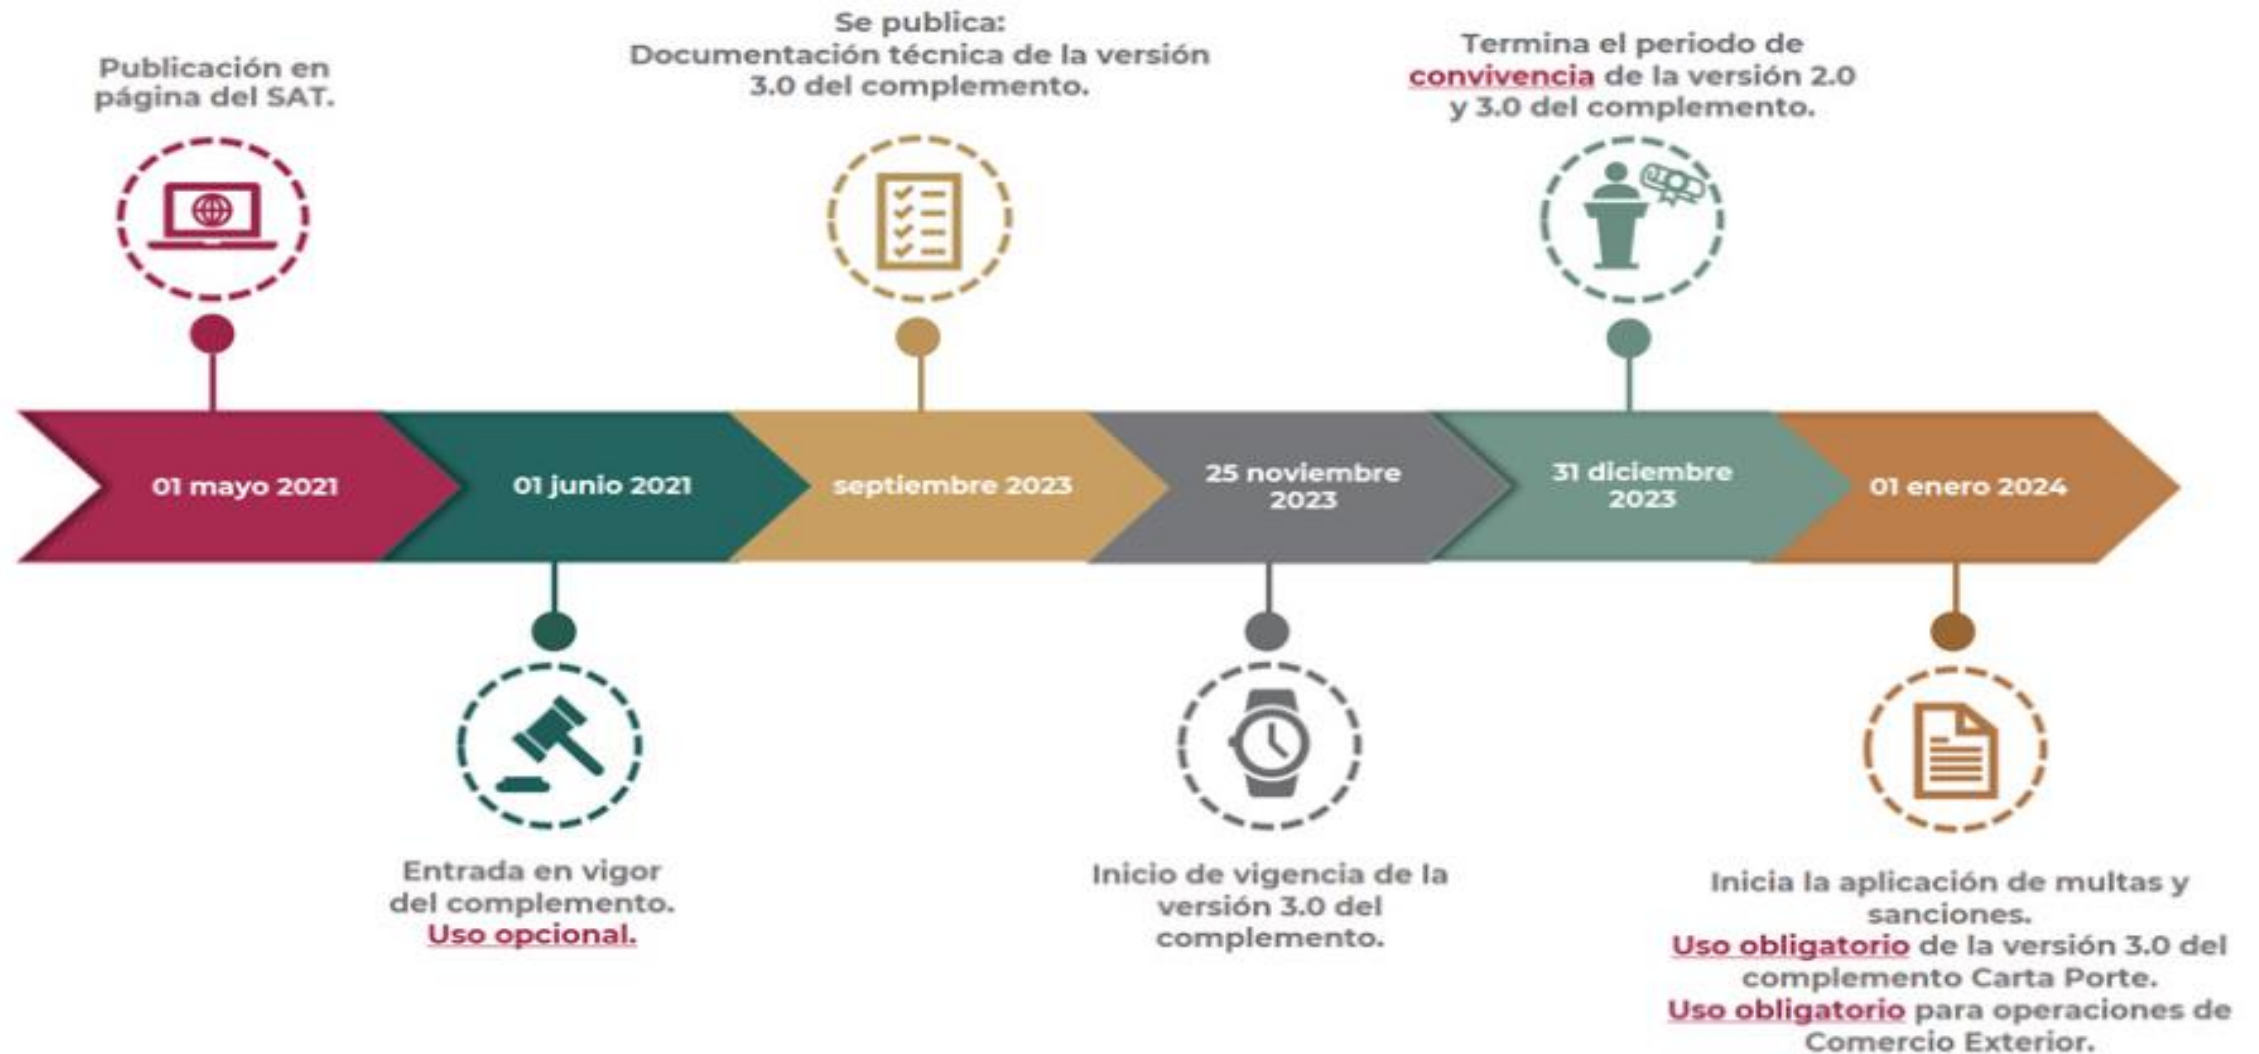 Publicación en
página del SAT.
Se publica:
Documentación técnica de la versión
3.0 del complemento.
Termina el periodo de
convivencia de la versión 2.0
y 3.0 del complemento.
01 mayo 2021
01 junio 2021
septiembre 2023
25 noviembre
2023
31 diciembre
2023
01 enero 2024
Entrada en vigor
del complemento.
Uso opcional.
Inicio de vigencia de la
versión 3.0 del
complemento.
Inicia la aplicación de multas y
sanciones.
Uso obligatorio de la versión 3.0 del
complemento Carta Porte.
Uso obligatorio para operaciones de
Comercio Exterior.